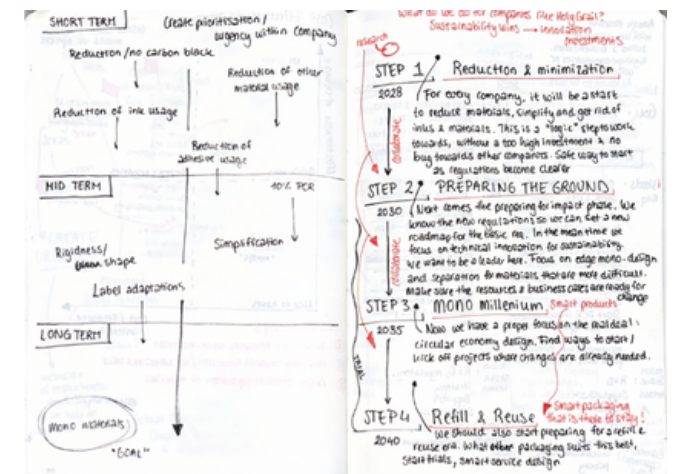 SHORT TERM
Create prioritisation /
urgency within company
Reduction/no carbon black
Reduction of other
material usage
Reduction of ink usage
Reduction of
adhesive usage
MID TERM
10% PCR
Simpsification
Rigidness/
shape
Label adaptations
LONG TERM
Mono materials
"GOAL"
What do we do for companies like Holy Grail?
Sustainability wins → innovation
investments
research
STEP 1 Reduction & minimization
2028
For every company, it will be a start
to reduce materials, simplify and get rid of
inks & materials. This is a "logic" step to work
towards, without a too high investment & no
bug towards other companies. Safe way to start
as regulations become clearer
collaborate
STEP 2 PREPARING THE GROUND
2030
Next comes the preparing for impact phase. We
know the new regulations so we can set a new
roadmap for the basic req. In the meantime we
focus on technical innovation for sustainability.
We want to be a leader here. Focus on edge mono-design
and separation for materials that are more difficult.
Make sure the resources & business cases are ready for
change
collaborate
STEP 3 MONO Millenium Smart products
2035
Now we have a proper focus on the real deal:
circular economy design. Find ways to start/
kick off projects where changes are already needed.
TRIAL
STEP 4 Refill & Reuse
2040
Smart packaging
that is there to stay!
We should also start preparing for a refill &
reuse era. What other packaging suits this best,
start trials, smart service design